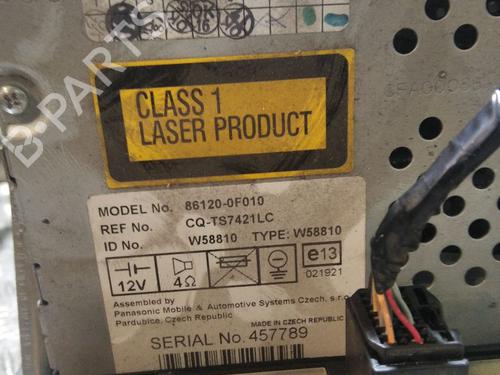 CLASS 1
LASER PRODUCT
MODEL No. 86120-0F010
REF No. CQ-TS7421LC
ID No. W58810 TYPE: W58810
12V 4Ω e13
021921
Assembled by
Panasonic Mobile & Automotive Systems Czech, s.r.o
Pardubice, Czech Republic
MADE IN CZECH REPUBLIC
SERIAL No. 457789